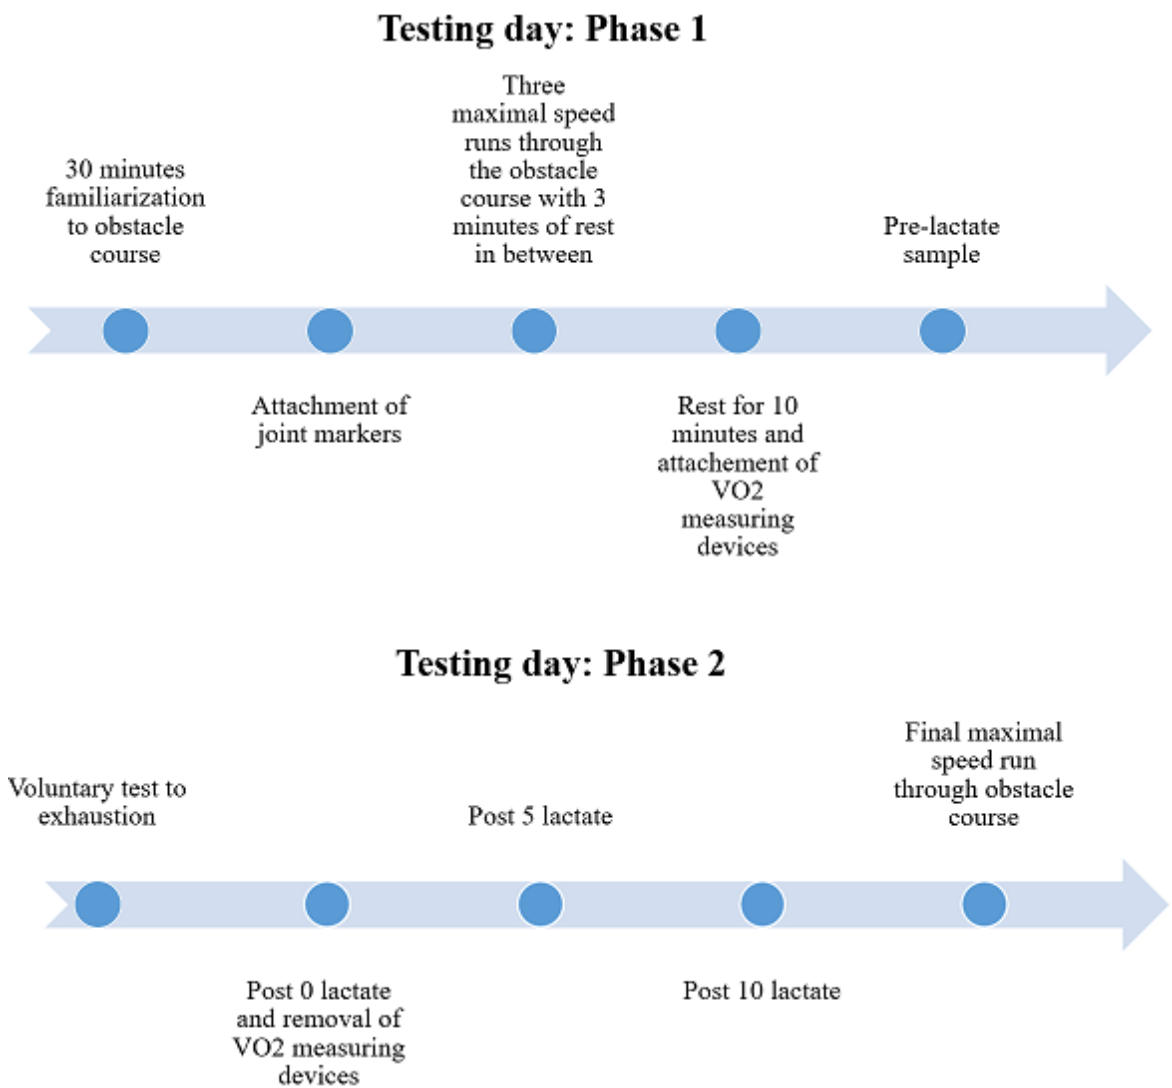 Testing day: Phase 1
30 minutes
familiarization
to obstacle
course
Attachment of
joint markers
Three
maximal speed
runs through
the obstacle
course with 3
minutes of rest
in between
Rest for 10
minutes and
attachement of
VO2
measuring
devices
Pre-lactate
sample
Testing day: Phase 2
Voluntary test to
exhaustion
Post 0 lactate
and removal of
VO2 measuring
devices
Post 5 lactate
Post 10 lactate
Final maximal
speed run
through obstacle
course